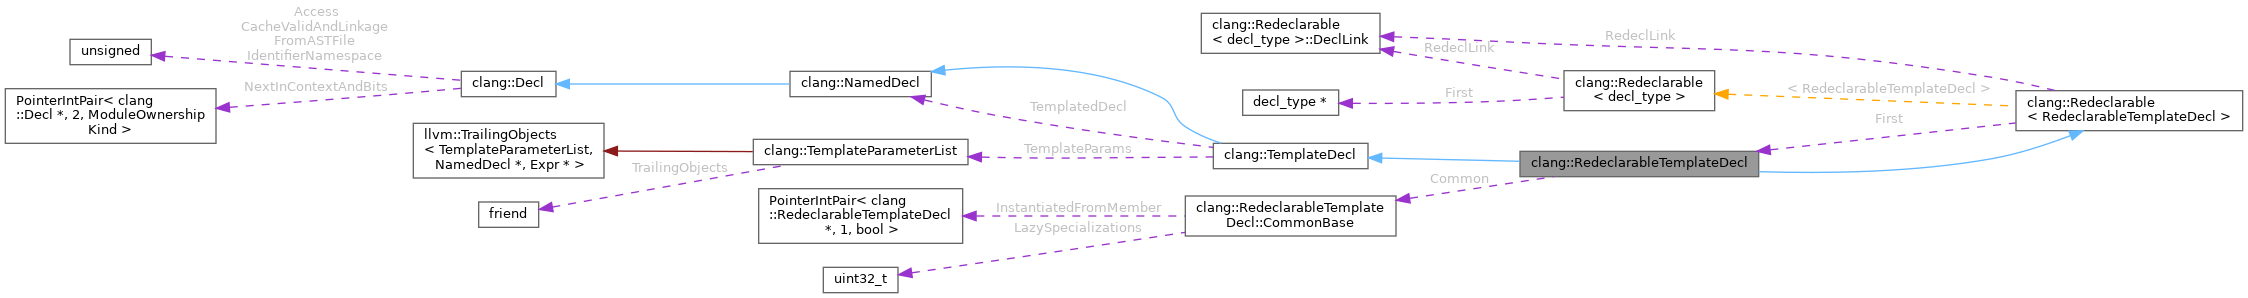 unsigned
Access
CacheValidAndLinkage
FromASTFile
IdentifierNamespace
NextInContextAndBits
PointerIntPair< clang
::Decl *, 2, ModuleOwnership
Kind >
clang::Decl
clang::NamedDecl
llvm::TrailingObjects
< TemplateParameterList,
NamedDecl *, Expr * >
clang::TemplateParameterList
TrailingObjects
friend
TemplatedDecl
TemplateParams
clang::TemplateDecl
PointerIntPair< clang
::RedeclarableTemplateDecl
*, 1, bool >
InstantiatedFromMember
LazySpecializations
uint32_t
clang::RedeclarableTemplate
Decl::CommonBase
Common
clang::RedeclarableTemplateDecl
clang::Redeclarable
< decl_type >::DeclLink
RedeclLink
RedeclLink
decl_type *
First
clang::Redeclarable
< decl_type >
< RedeclarableTemplateDecl >
First
clang::Redeclarable
< RedeclarableTemplateDecl >